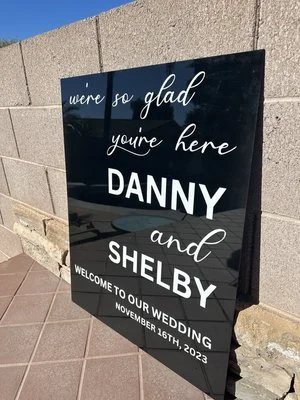 we're so glad
you're here
DANNY
and
SHELBY
WELCOME TO OUR WEDDING
NOVEMBER 16TH, 2023